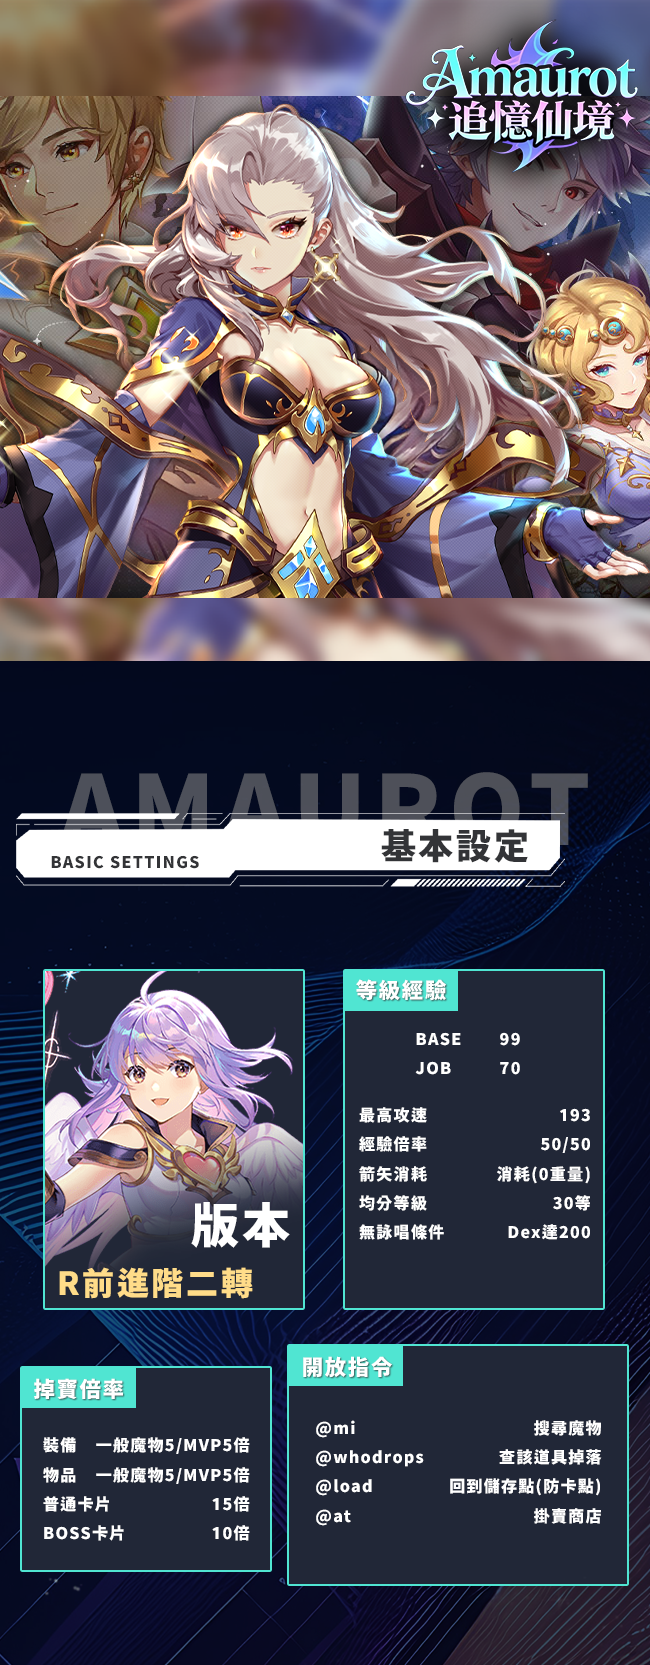 Amaurot
追憶仙境
AMAUROT
BASIC SETTINGS 基本設定
版本
R前進階二轉
等級經驗
BASE 99
JOB 70
最高攻速 193
經驗倍率 50/50
箭矢消耗 消耗(0重量)
均分等級 30等
無詠唱條件 Dex達200
掉寶倍率
裝備 一般魔物5/MVP5倍
物品 一般魔物5/MVP5倍
普通卡片 15倍
BOSS卡片 10倍
開放指令
@mi 搜尋魔物
@whodrops 查該道具掉落
@load 回到儲存點(防卡點)
@at 掛賣商店